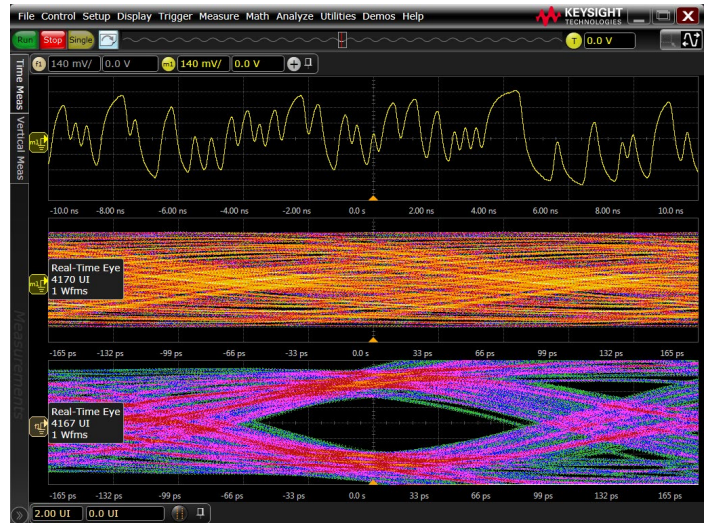 File Control Setup Display Trigger Measure Math Analyze Utilities Demos Help
KEYSIGHT
TECHNOLOGIES
Run Stop Single T 0.0 V
f1 140 mV/ 0.0 V m1 140 mV/ 0.0 V
Time Meas
Vertical Meas
Measurements
m1
-10.0 ns -8.00 ns -6.00 ns -4.00 ns -2.00 ns 0.0 s 2.00 ns 4.00 ns 6.00 ns 8.00 ns 10.0 ns
Real-Time Eye
m1 4170 UI
1 Wfms
-165 ps -132 ps -99 ps -66 ps -33 ps 0.0 s 33 ps 66 ps 99 ps 132 ps 165 ps
Real-Time Eye
f1 4167 UI
1 Wfms
-165 ps -132 ps -99 ps -66 ps -33 ps 0.0 s 33 ps 66 ps 99 ps 132 ps 165 ps
2.00 UI 0.0 UI